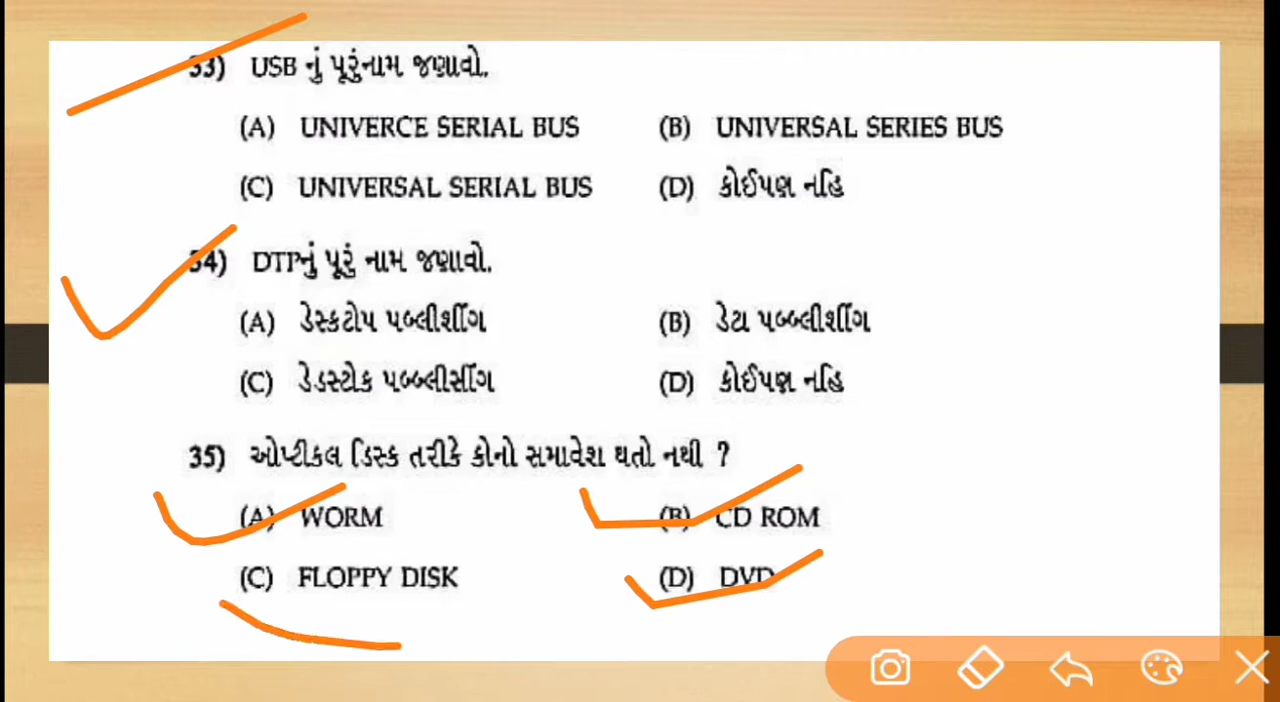 33) USB નું પૂરુંનામ જણાવો.
(A) UNIVERCE SERIAL BUS (B) UNIVERSAL SERIES BUS
(C) UNIVERSAL SERIAL BUS (D) કોઈપણ નહિ
34) DTPનું પૂરું નામ જણાવો.
(A) ડેસ્કટોપ પબ્લીશીંગ (B) ડેટા પબ્બ્લીશીંગ
(C) ડેડસ્ટોક પબ્બ્લીસીંગ (D) કોઈપણ નહિ
35) ઓપ્ટીકલ ડિસ્ક તરીકે કોનો સમાવેશ થતો નથી ?
(A) WORM (B) CD ROM
(C) FLOPPY DISK (D) DVD